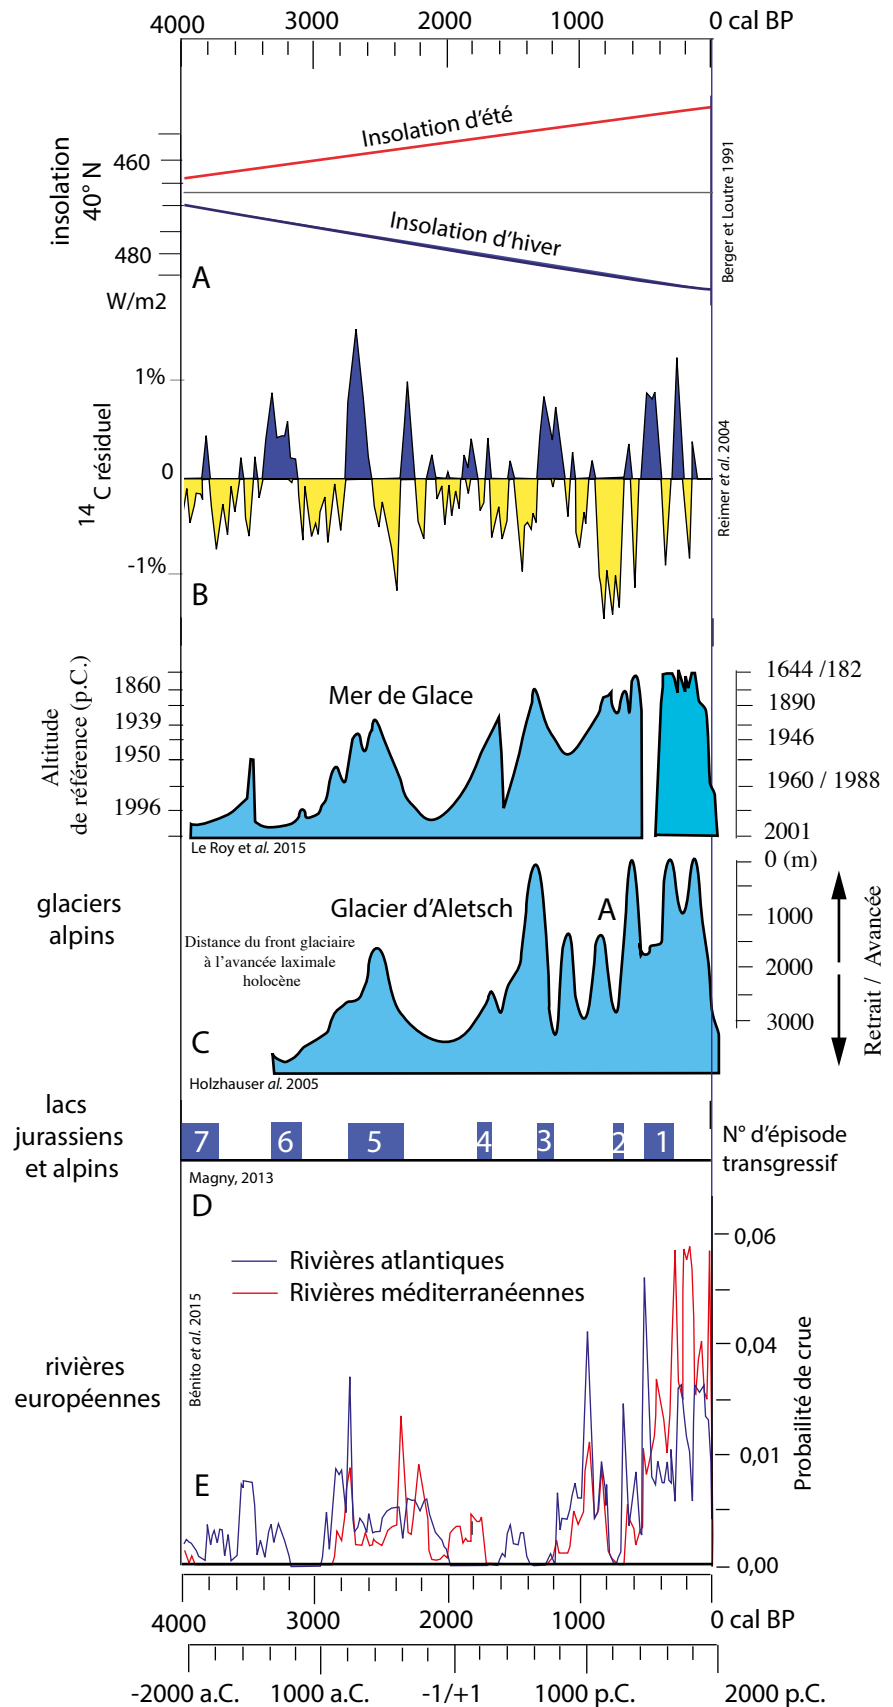 4000 3000 2000 1000 0 cal BP
Insolation d'été
460
insolation
40° N
Berger et Loutre 1991
Insolation d'hiver
480
A
W/m2
1%
14C résiduel
0
Reimer et al. 2004
-1%
B
Altitude
de référence (p.C.)
1860
1939
1950
1996
Mer de Glace
1644 /182
1890
1946
1960 / 1988
2001
Le Roy et al. 2015
glaciers
alpins
Glacier d'Aletsch
A
Distance du front glaciaire
à l'avancée laximale
holocène
0 (m)
1000
2000
3000
Retrait / Avancée
C
Holzhauser al. 2005
lacs
jurassiens
et alpins
7 6 5 4 3 2 1
N° d'épisode
transgressif
Magny, 2013
D
Rivières atlantiques
Rivières méditerranéennes
Bénito et al. 2015
rivières
européennes
0,06
0,04
0,01
0,00
Probailité de crue
E
4000 3000 2000 1000 0 cal BP
-2000 a.C. 1000 a.C. -1/+1 1000 p.C. 2000 p.C.